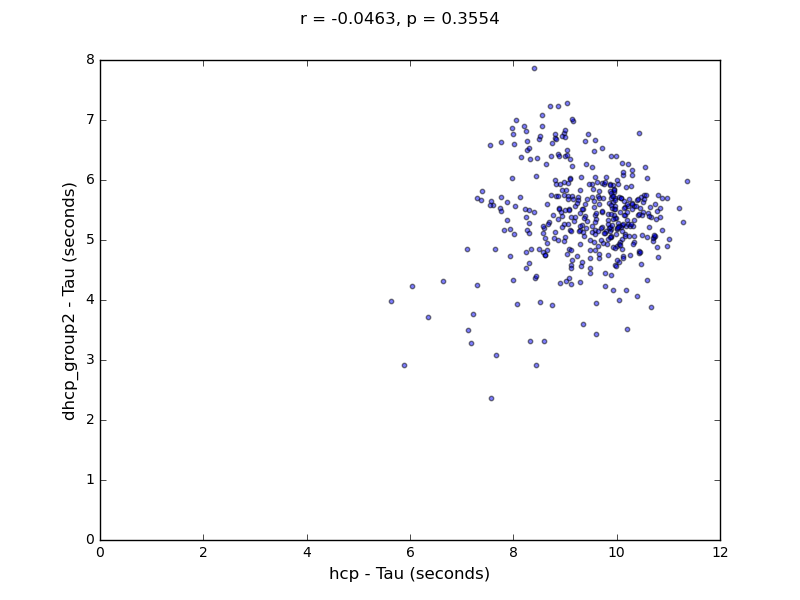 r = -0.0463, p = 0.3554
8
7
6
5
4
3
2
1
0
dhcp_group2 - Tau (seconds)
0 2 4 6 8 10 12
hcp - Tau (seconds)